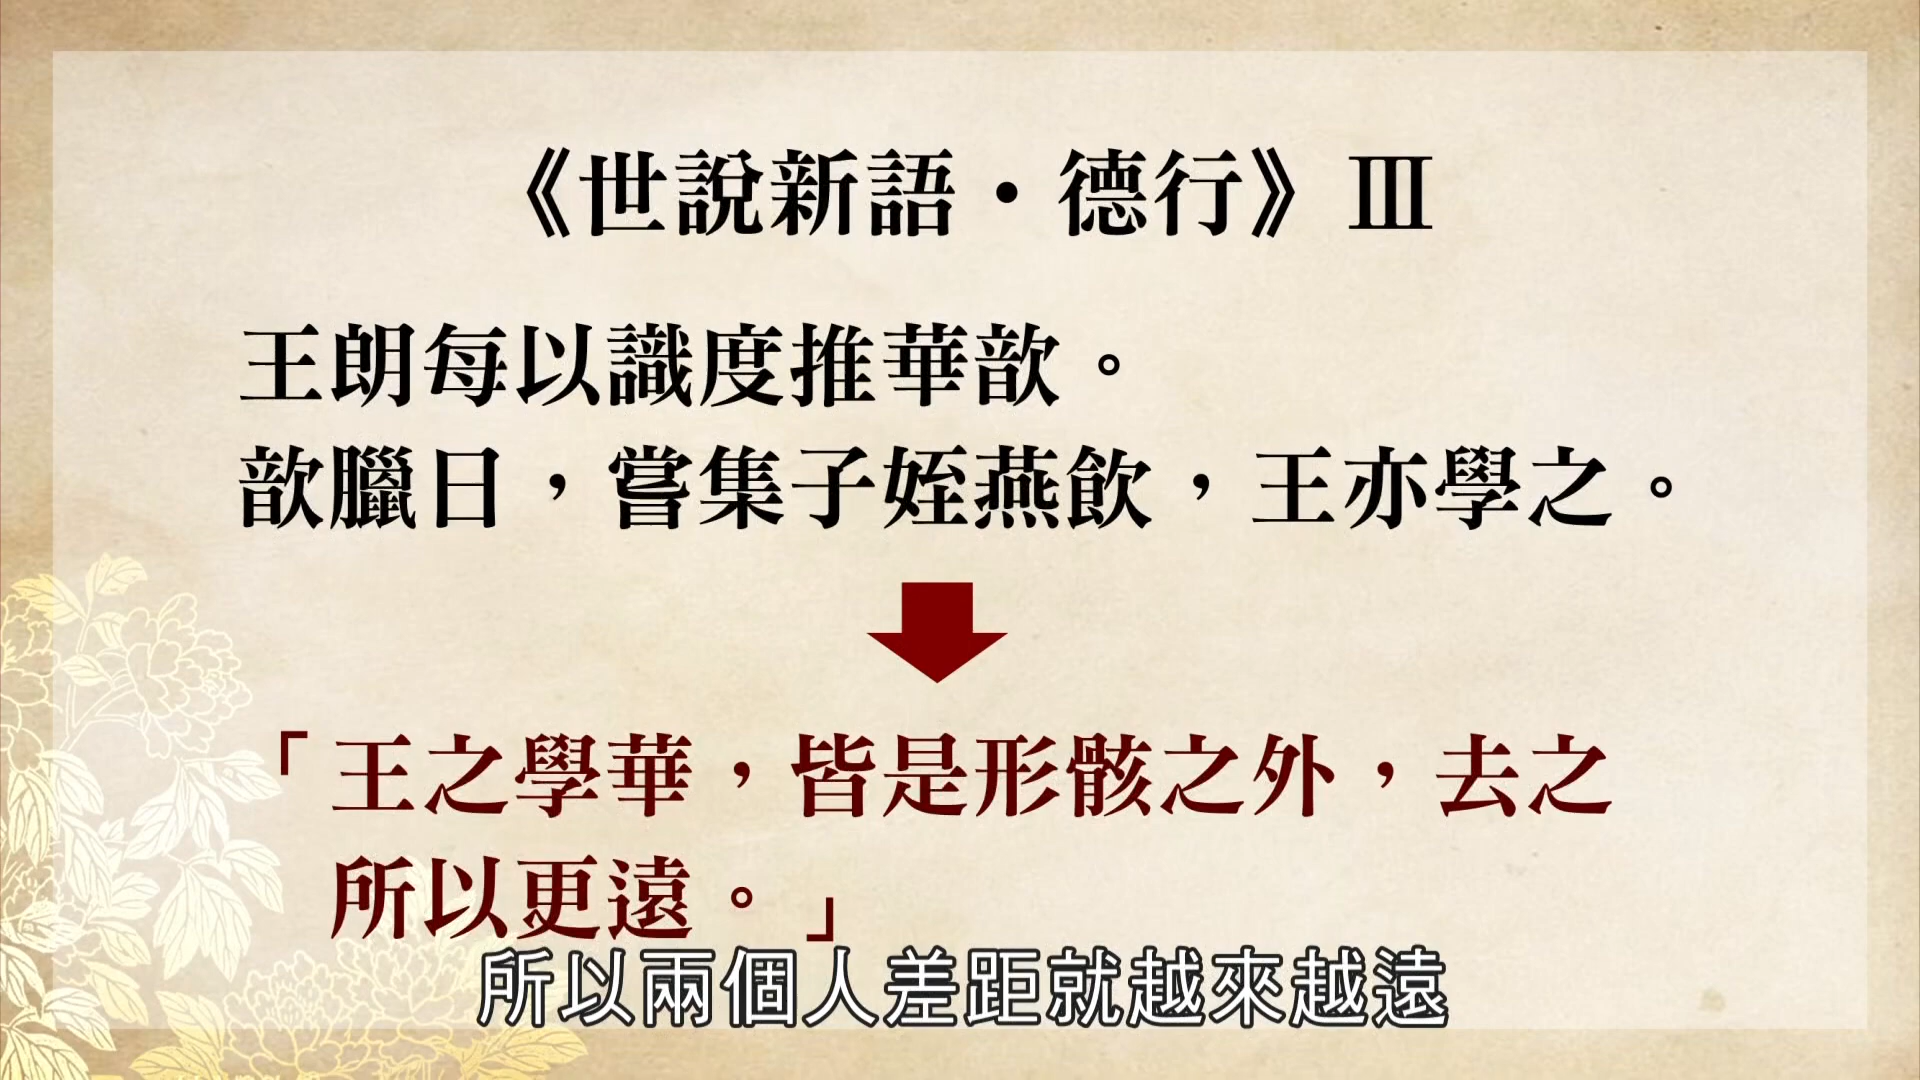 《世說新語·德行》Ⅲ
王朗每以識度推華歆。
歆臘日，嘗集子姪燕飲，王亦學之。
「王之學華，皆是形骸之外，去之
所以更遠。」
所以兩個人差距就越來越遠